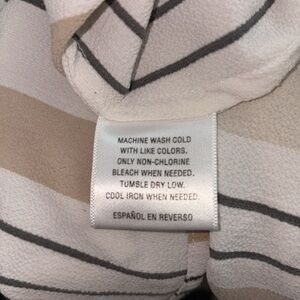 MACHINE WASH COLD
WITH LIKE COLORS.
ONLY NON-CHLORINE
BLEACH WHEN NEEDED.
TUMBLE DRY LOW.
COOL IRON WHEN NEEDED.
ESPAÑOL EN REVERSO